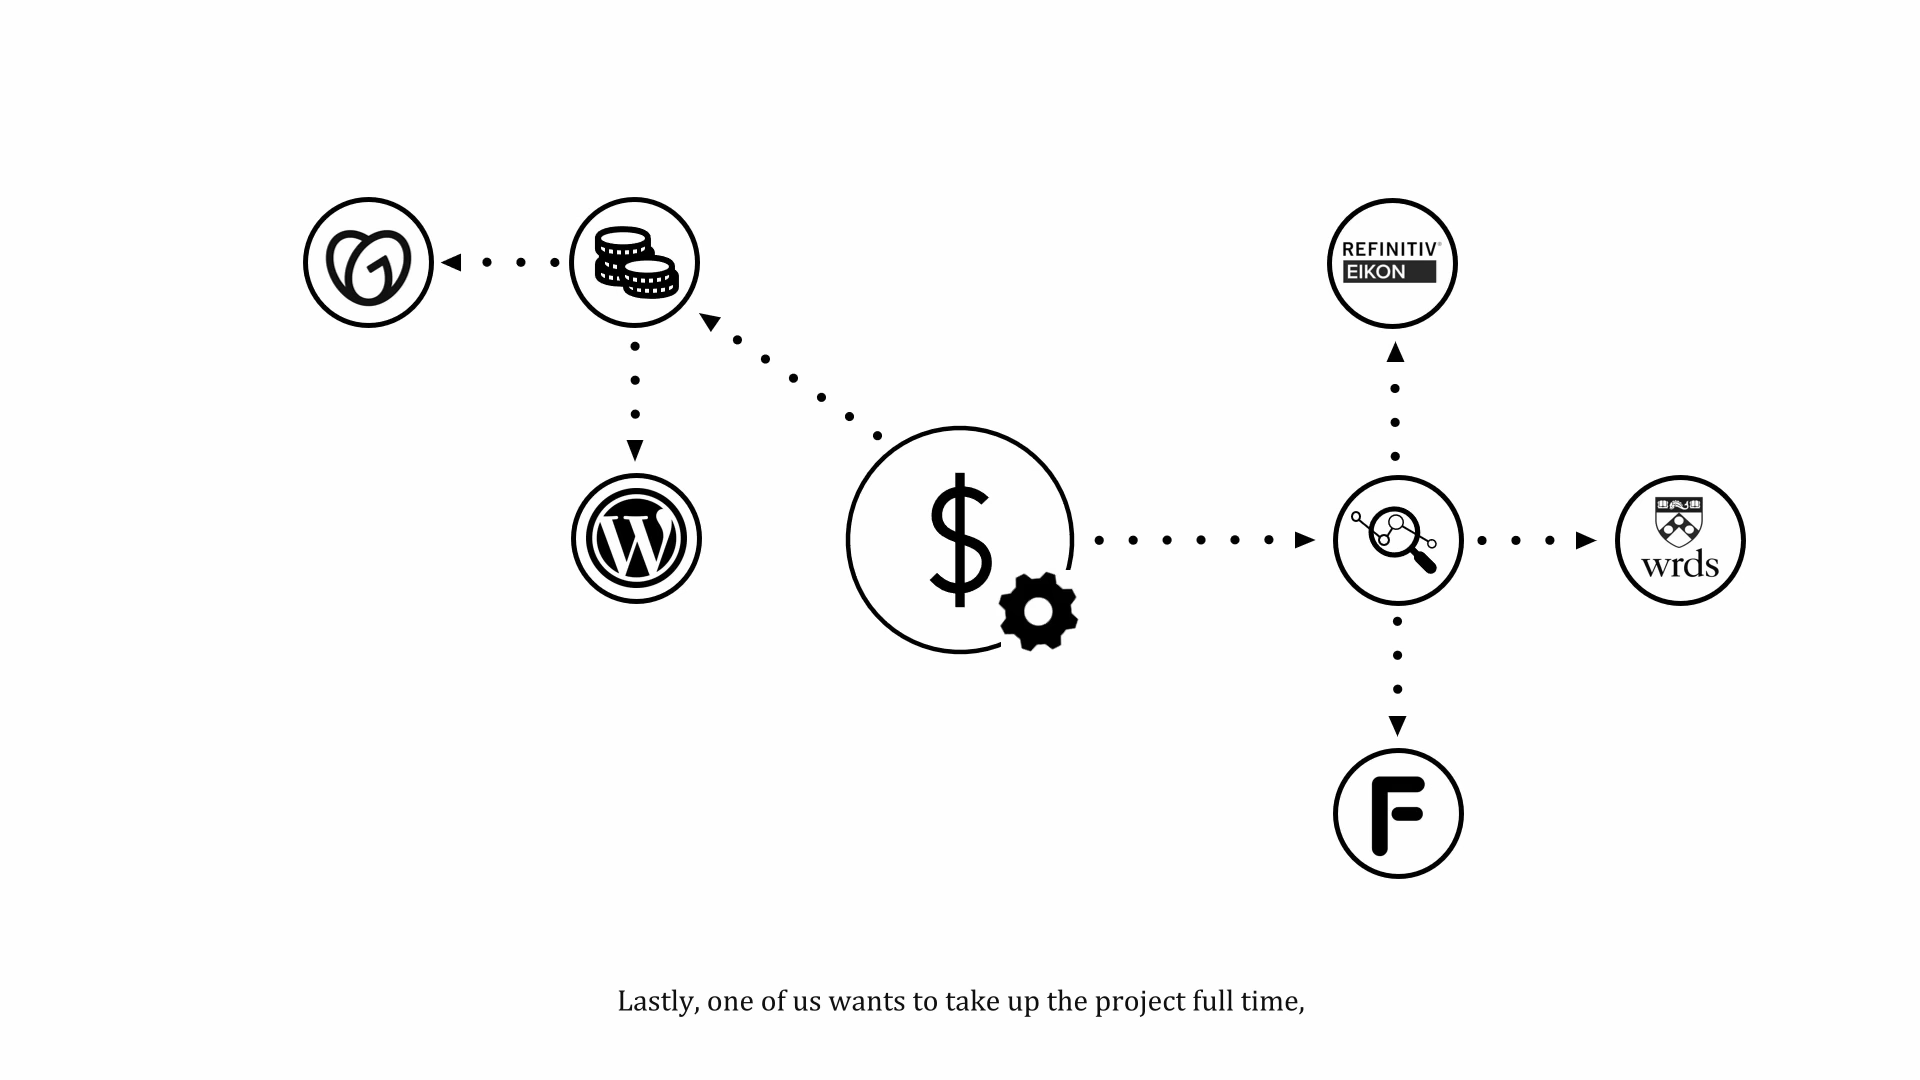 REFINITIV®
EIKON
W
$
wrds
F
Lastly, one of us wants to take up the project full time,